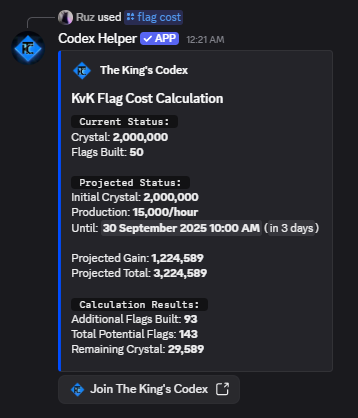 Ruz used flag cost
Codex Helper ✓ APP 12:21 AM
The King's Codex
KvK Flag Cost Calculation
Current Status:
Crystal: 2,000,000
Flags Built: 50
Projected Status:
Initial Crystal: 2,000,000
Production: 15,000/hour
Until: 30 September 2025 10:00 AM (in 3 days)
Projected Gain: 1,224,589
Projected Total: 3,224,589
Calculation Results:
Additional Flags Built: 93
Total Potential Flags: 143
Remaining Crystal: 29,589
Join The King's Codex